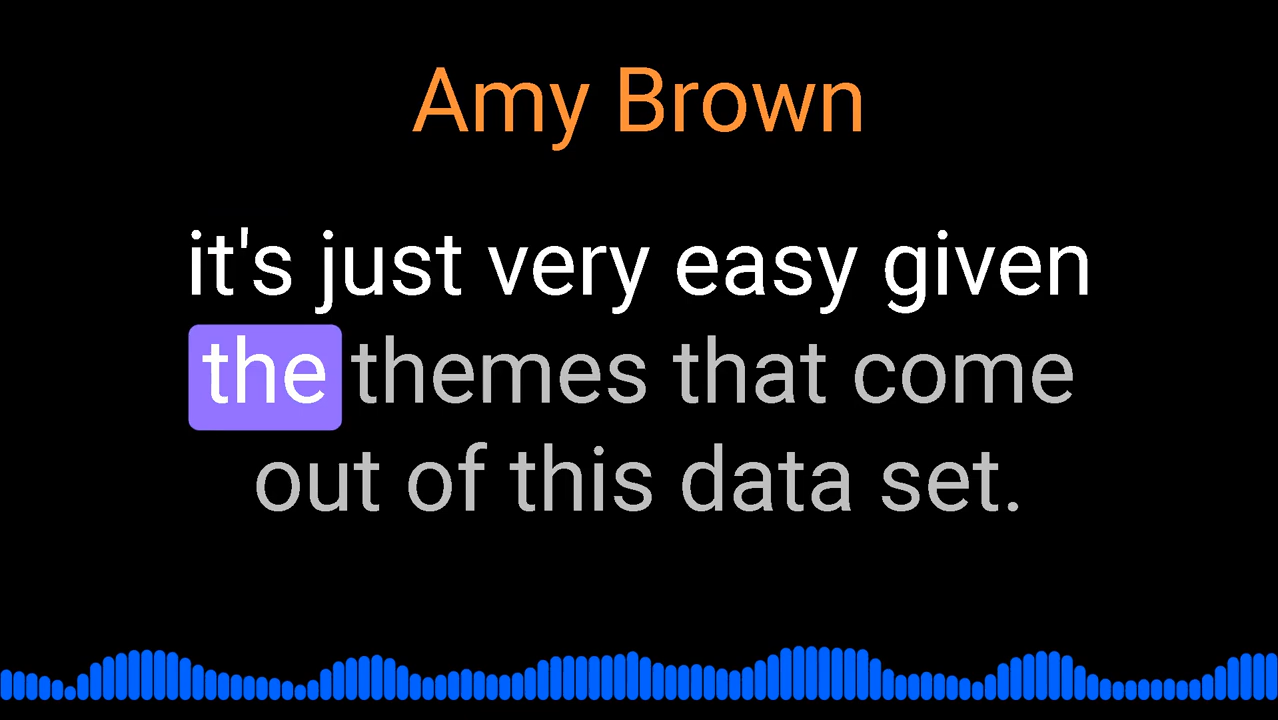 Amy Brown
it's just very easy given
the themes that come
out of this data set.